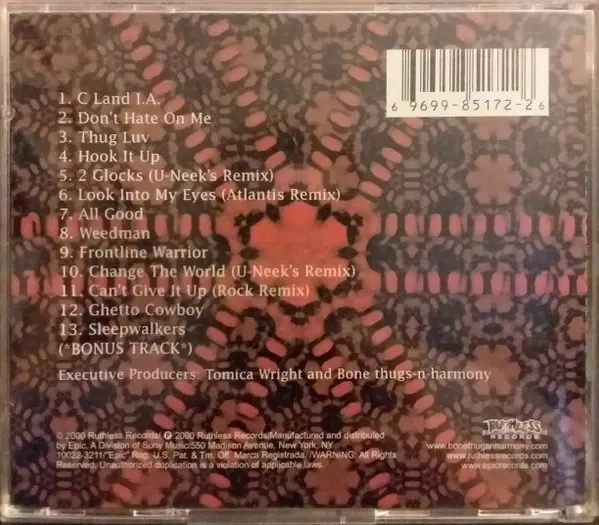 6 9699-85172-2 6
1. C Land I.A.
2. Don't Hate On Me
3. Thug Luv
4. Hook It Up
5. 2 Glocks (U-Neek's Remix)
6. Look Into My Eyes (Atlantis Remix)
7. All Good
8. Weedman
9. Frontline Warrior
10. Change The World (U-Neek's Remix)
11. Can't Give It Up (Rock Remix)
12. Ghetto Cowboy
13. Sleepwalkers
(*BONUS TRACK*)
Executive Producers: Tomica Wright and Bone thugs-n-harmony
© 2000 Ruthless Records/ ℗ 2000 Ruthless Records/Manufactured and distributed
by Epic, A Division of Sony Music/550 Madison Avenue, New York, NY
10022-3211/"Epic" Reg. U.S. Pat. & Tm. Off. Marca Registrada. /WARNING: All Rights
Reserved. Unauthorized duplication is a violation of applicable laws.
RUTHLESS
RECORDS
www.bonethugsnharmony.com
www.ruthlessrecords.com
www.epicrecords.com